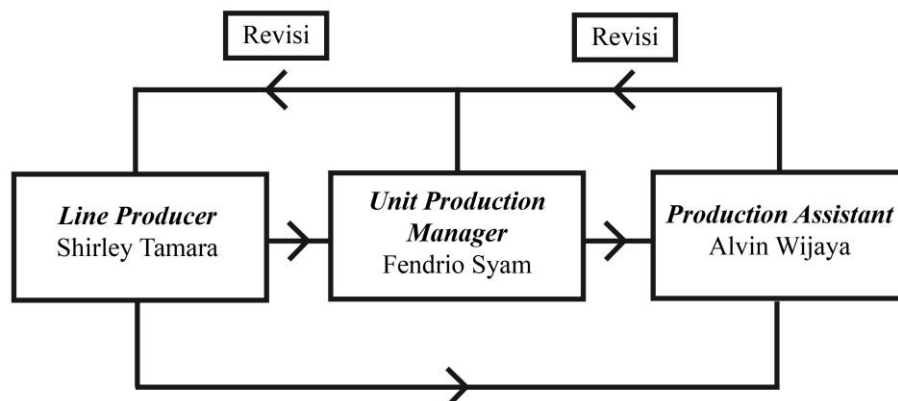 Revisi
Revisi
Line Producer
Shirley Tamara
Unit Production
Manager
Fendrio Syam
Production Assistant
Alvin Wijaya